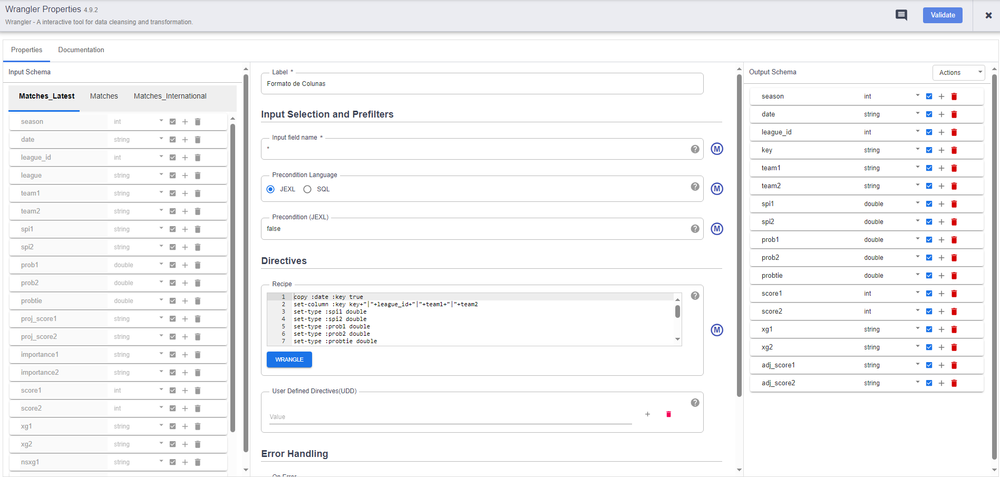 Wrangler Properties 4.9.2
Wrangler - A interactive tool for data cleansing and transformation.
Validate
Properties
Documentation
Input Schema
Matches_Latest
Matches
Matches_International
season int
date string
league_id int
league string
team1 string
team2 string
spi1 string
spi2 string
prob1 double
prob2 double
probtie double
proj_score1 string
proj_score2 string
importance1 string
importance2 string
score1 int
score2 int
xg1 string
xg2 string
nsxg1 string
Label *
Formato de Colunas
Input Selection and Prefilters
Input field name *
*
M
Precondition Language
JEXL
SQL
M
Precondition (JEXL)
false
M
Directives
Recipe
1 copy :date :key true
2 set-column :key key+"|"+league_id+"|"+team1+"|"+team2
3 set-type :spi1 double
4 set-type :spi2 double
5 set-type :prob1 double
6 set-type :prob2 double
7 set-type :probtie double
M
WRANGLE
User Defined Directives(UDD)
Value
Error Handling
On Error
Output Schema
Actions
season int
date string
league_id int
key string
team1 string
team2 string
spi1 double
spi2 double
prob1 double
prob2 double
probtie double
score1 int
score2 int
xg1 string
xg2 string
adj_score1 string
adj_score2 string